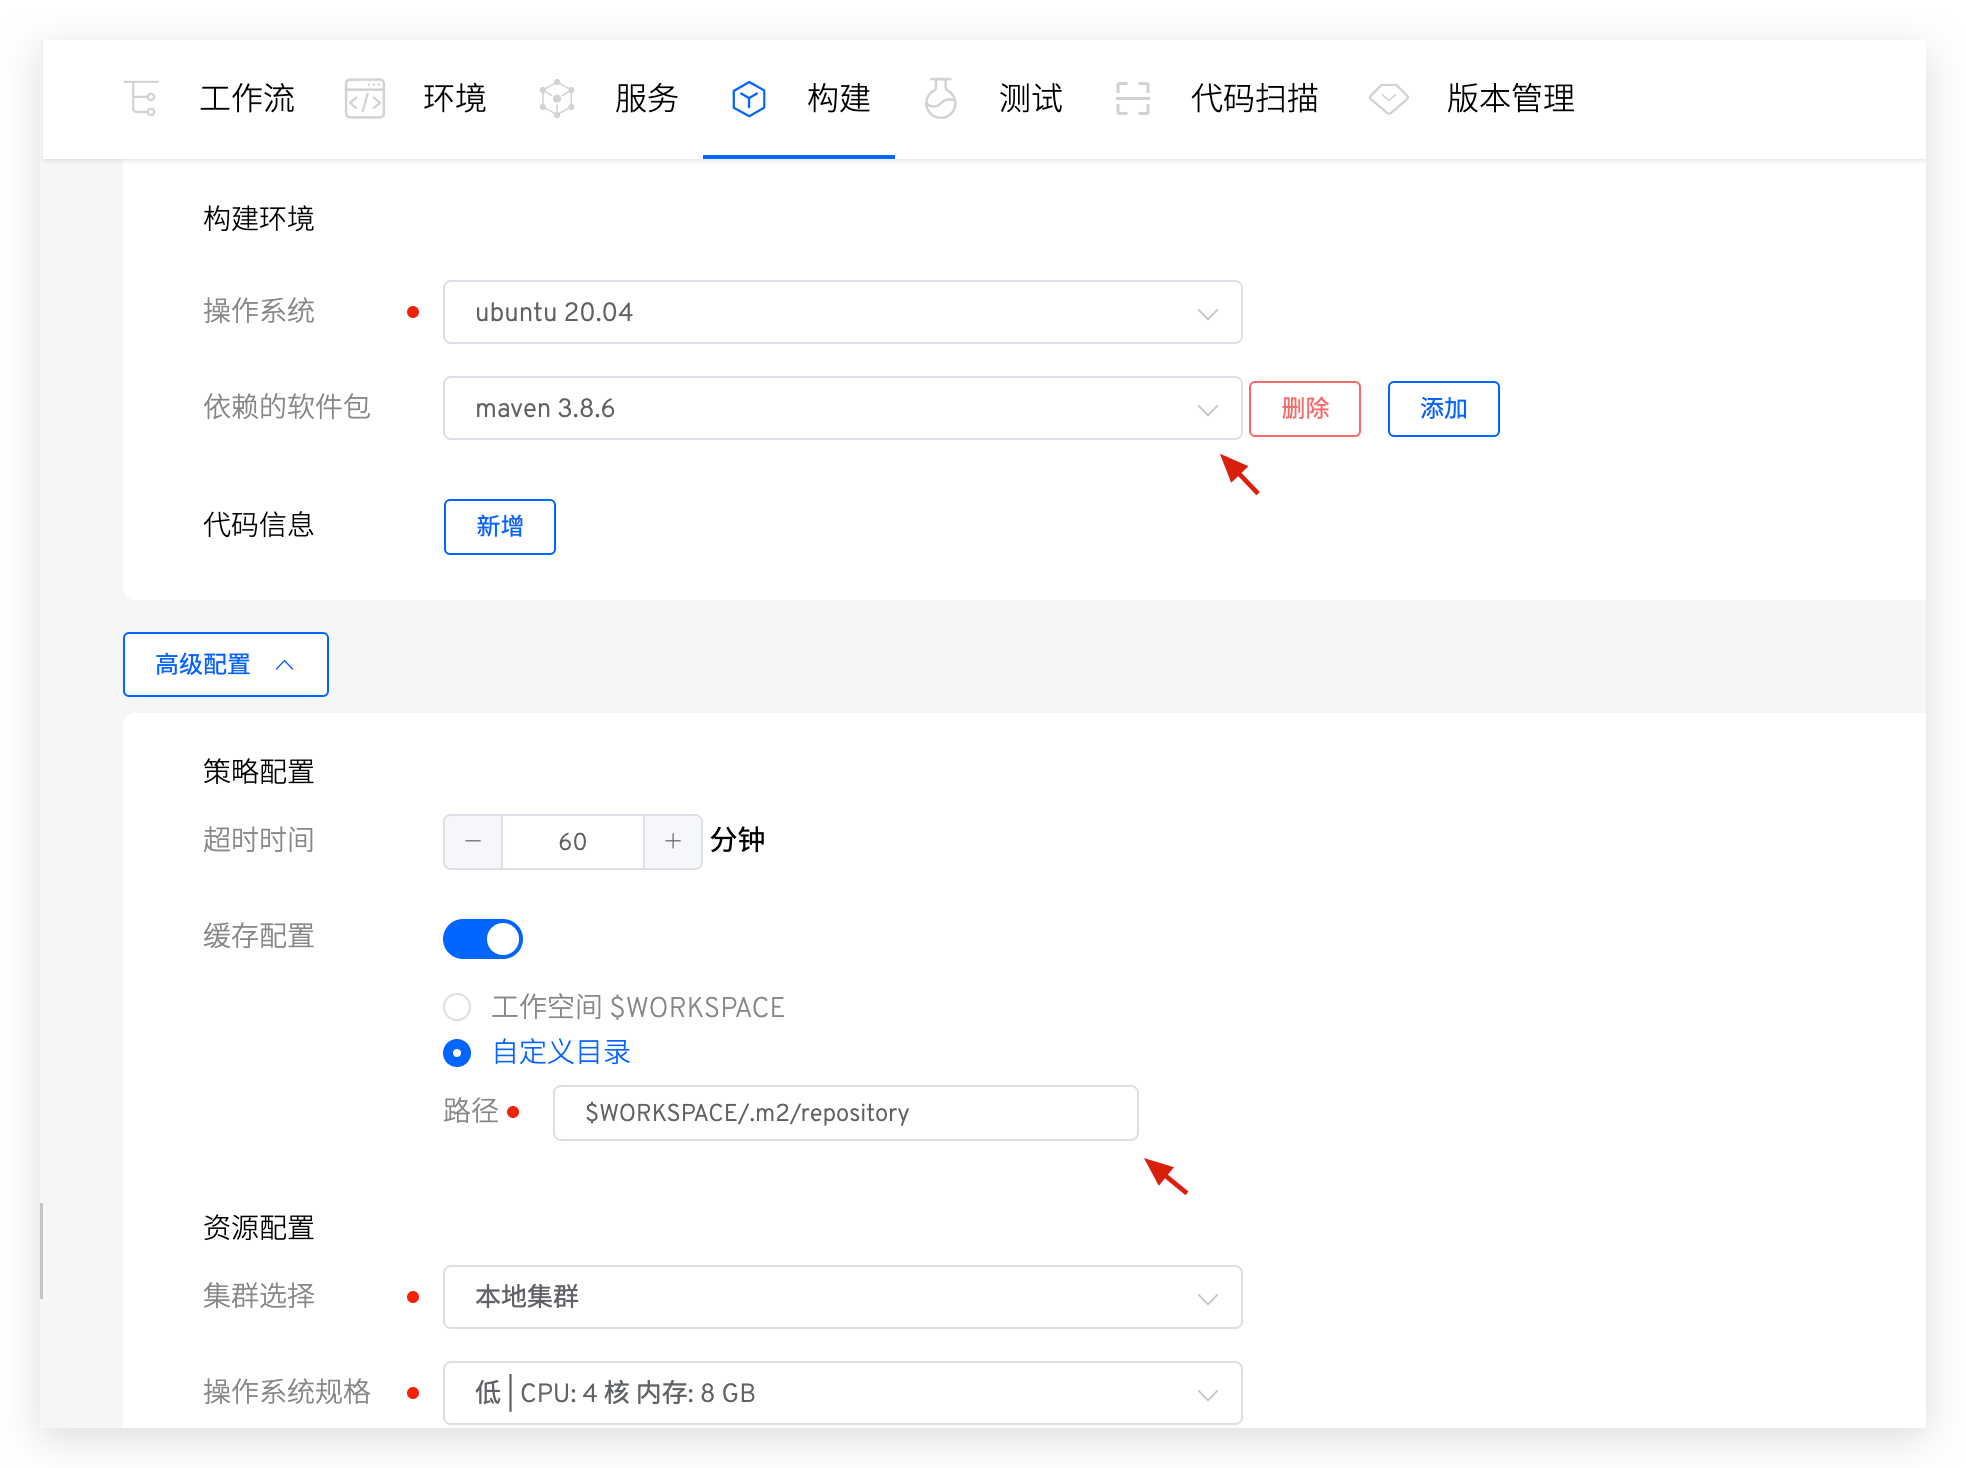 工作流 环境 服务 构建 测试 代码扫描 版本管理
构建环境
操作系统 ubuntu 20.04
依赖的软件包 maven 3.8.6 删除 添加
代码信息 新增
高级配置
策略配置
超时时间 − 60 + 分钟
缓存配置
工作空间 $WORKSPACE
自定义目录
路径 $WORKSPACE/.m2/repository
资源配置
集群选择 本地集群
操作系统规格 低 | CPU: 4 核 内存: 8 GB